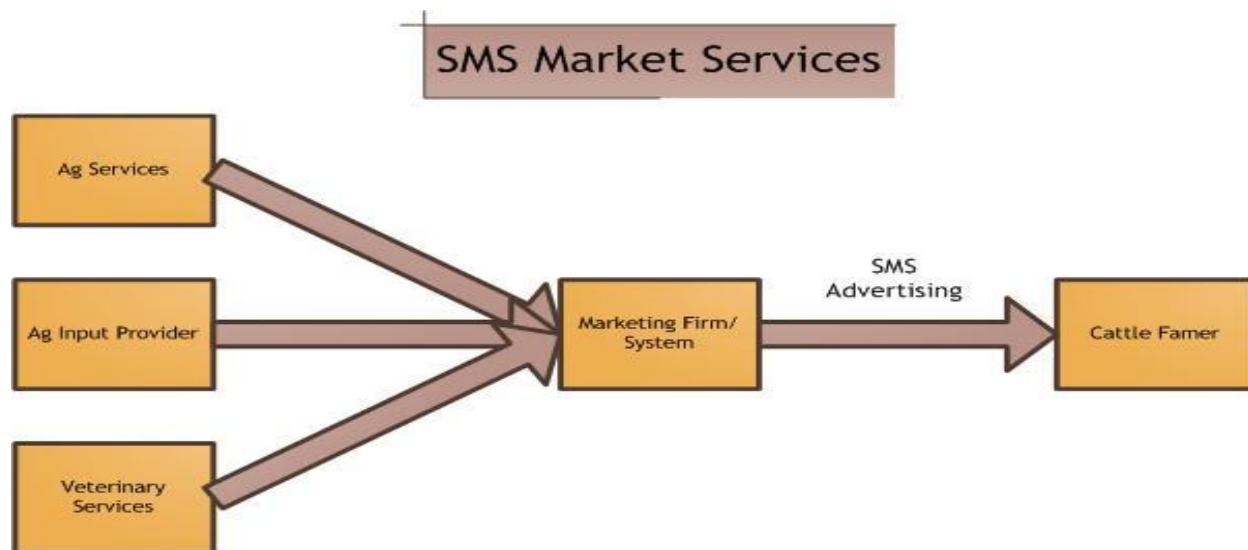 SMS Market Services
Ag Services
Ag Input Provider
Veterinary
Services
Marketing Firm/
System
SMS
Advertising
Cattle Famer